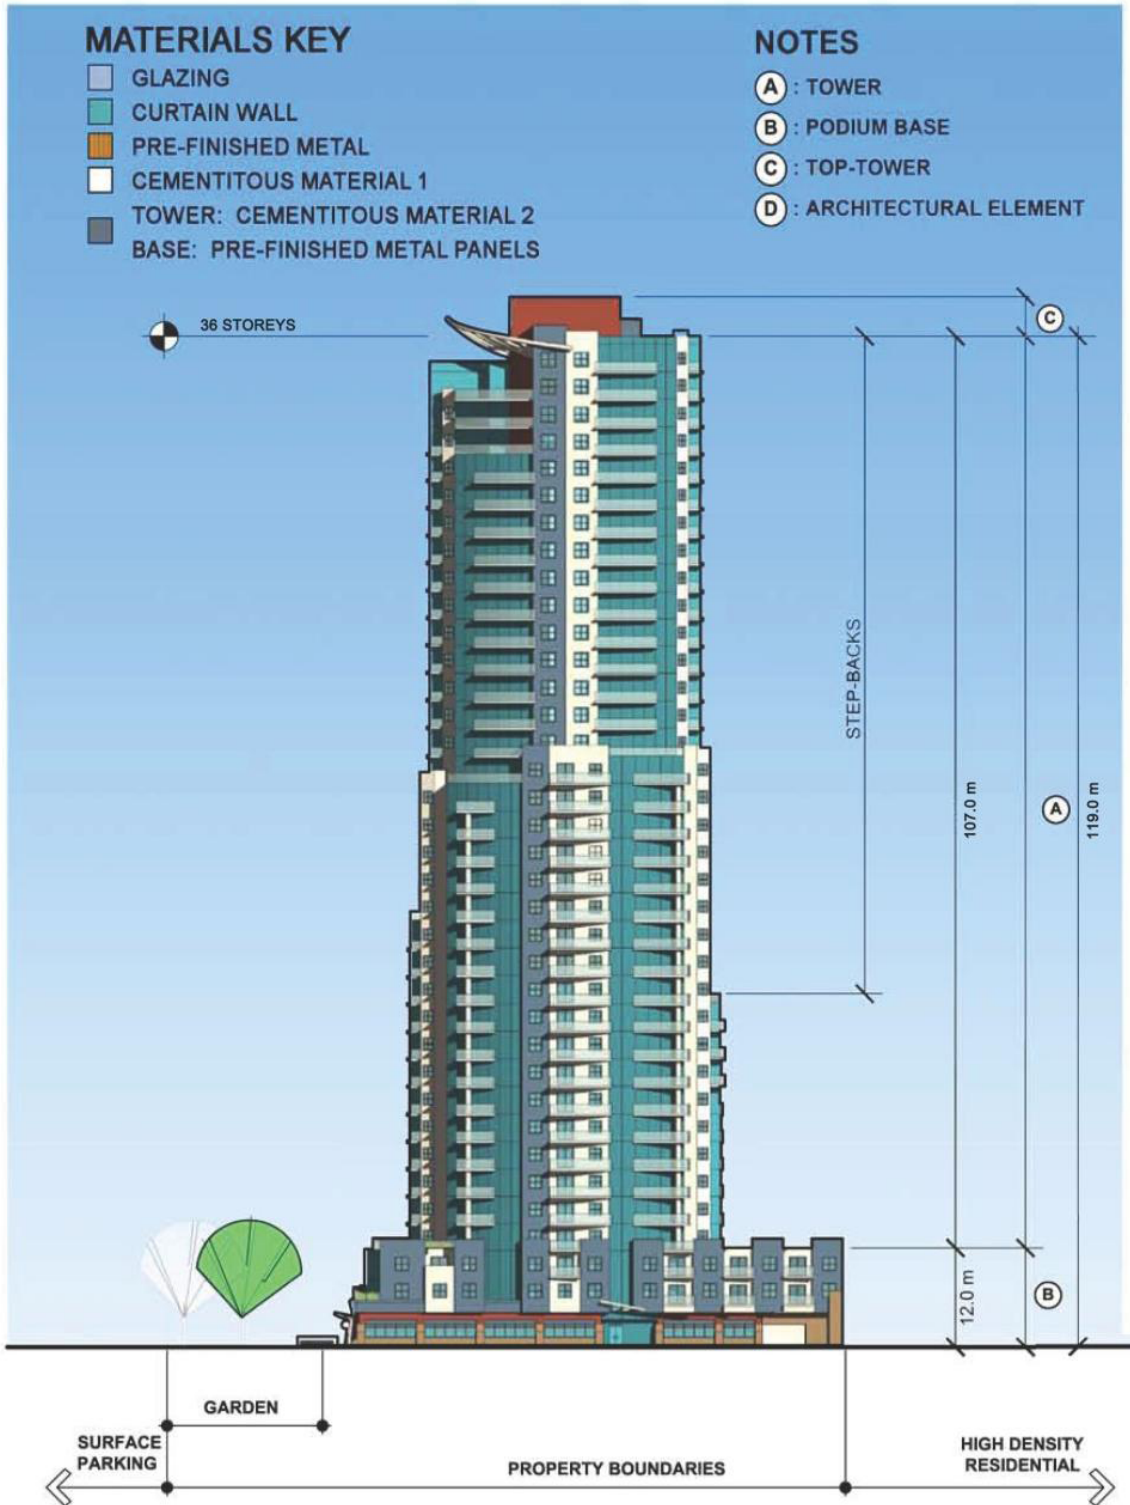 MATERIALS KEY
GLAZING
CURTAIN WALL
PRE-FINISHED METAL
CEMENTITOUS MATERIAL 1
TOWER: CEMENTITOUS MATERIAL 2
BASE: PRE-FINISHED METAL PANELS
NOTES
A : TOWER
B : PODIUM BASE
C : TOP-TOWER
D : ARCHITECTURAL ELEMENT
36 STOREYS
C
STEP-BACKS
107.0 m
A
119.0 m
12.0 m
B
GARDEN
SURFACE
PARKING
PROPERTY BOUNDARIES
HIGH DENSITY
RESIDENTIAL